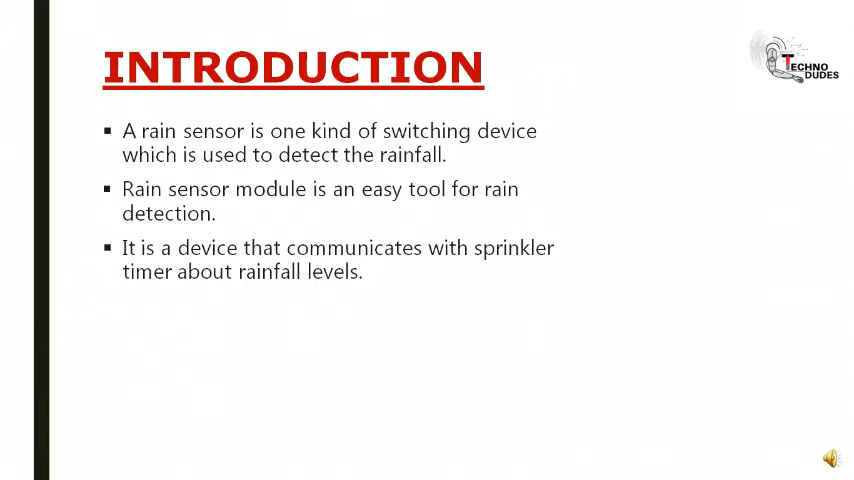 INTRODUCTION
TECHNO
DUDES
▪ A rain sensor is one kind of switching device
which is used to detect the rainfall.
▪ Rain sensor module is an easy tool for rain
detection.
▪ It is a device that communicates with sprinkler
timer about rainfall levels.